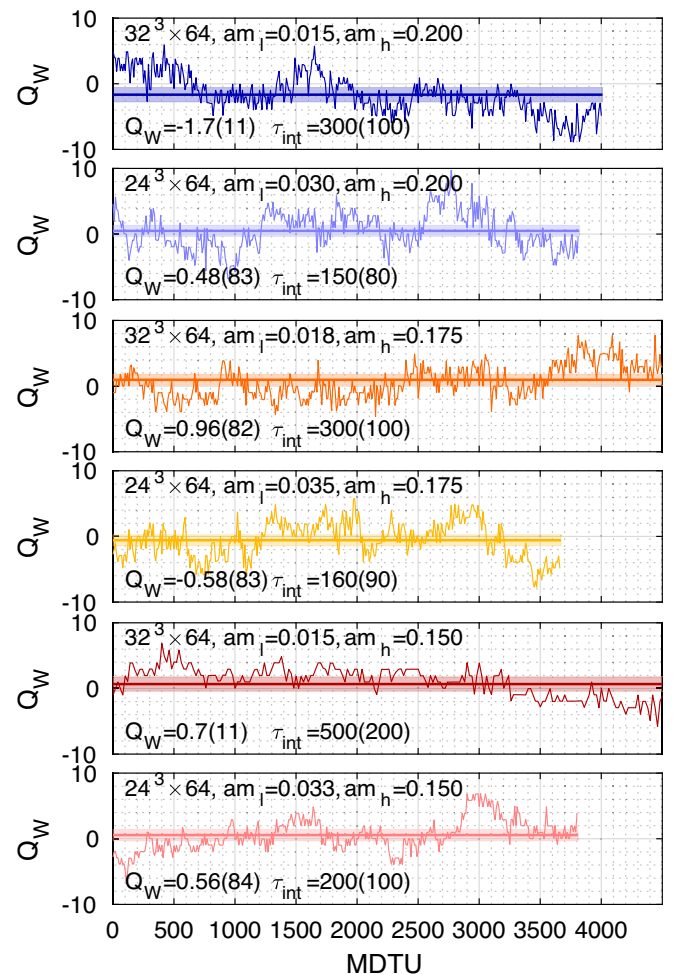 10
32³×64, am_l=0.015, am_h=0.200
Q_W
0
Q_W=-1.7(11) τ_int=300(100)
-10
10
24³×64, am_l=0.030, am_h=0.200
Q_W
0
Q_W=0.48(83) τ_int=150(80)
-10
10
32³×64, am_l=0.018, am_h=0.175
Q_W
0
Q_W=0.96(82) τ_int=300(100)
-10
10
24³×64, am_l=0.035, am_h=0.175
Q_W
0
Q_W=-0.58(83) τ_int=160(90)
-10
10
32³×64, am_l=0.015, am_h=0.150
Q_W
0
Q_W=0.7(11) τ_int=500(200)
-10
10
24³×64, am_l=0.033, am_h=0.150
Q_W
0
Q_W=0.56(84) τ_int=200(100)
-10
0 500 1000 1500 2000 2500 3000 3500 4000
MDTU